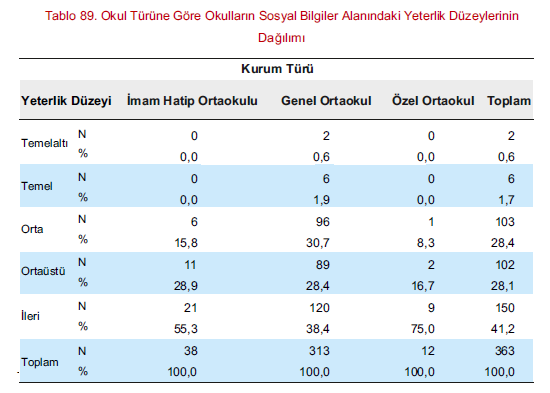 Tablo 89. Okul Türüne Göre Okulların Sosyal Bilgiler Alanındaki Yeterlik Düzeylerinin
Dağılımı
Kurum Türü
Yeterlik Düzeyi İmam Hatip Ortaokulu Genel Ortaokul Özel Ortaokul Toplam
Temelaltı N 0 2 0 2
% 0,0 0,6 0,0 0,6
Temel N 0 6 0 6
% 0,0 1,9 0,0 1,7
Orta N 6 96 1 103
% 15,8 30,7 8,3 28,4
Ortaüstü N 11 89 2 102
% 28,9 28,4 16,7 28,1
İleri N 21 120 9 150
% 55,3 38,4 75,0 41,2
Toplam N 38 313 12 363
% 100,0 100,0 100,0 100,0